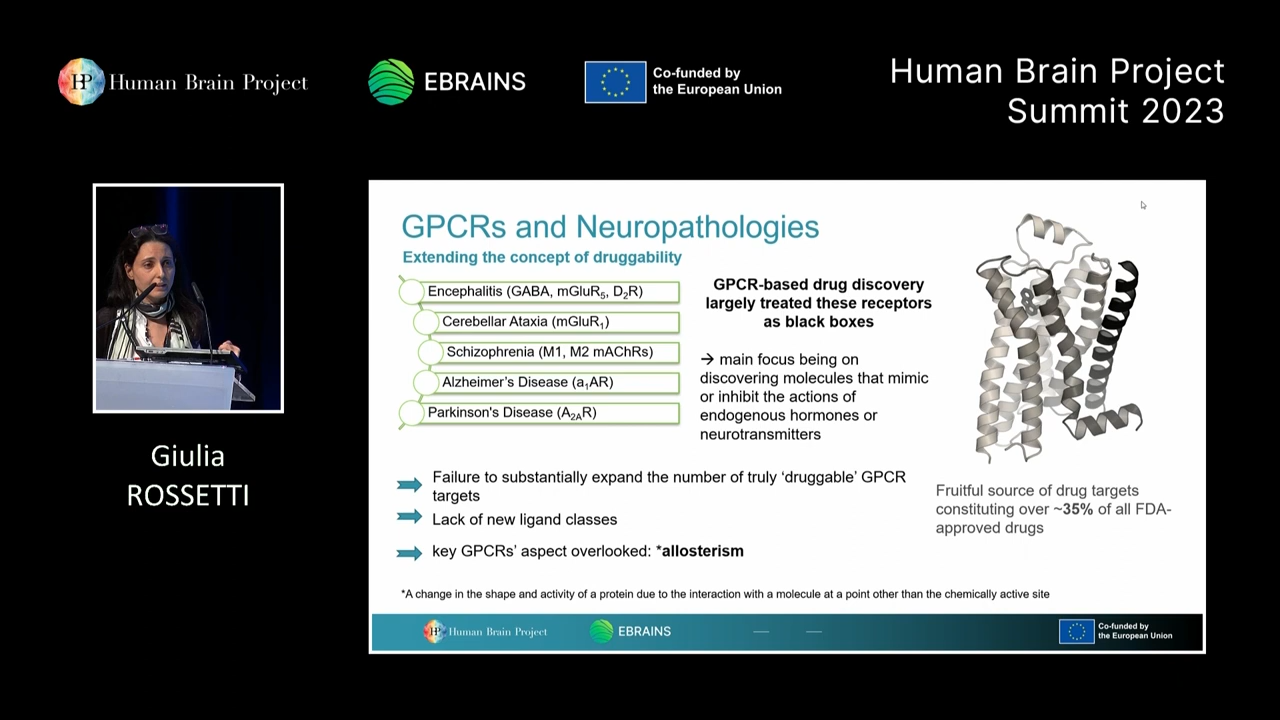 HP Human Brain Project
EBRAINS
Co-funded by
the European Union
Human Brain Project
Summit 2023
Giulia
ROSSETTI
GPCRs and Neuropathologies
Extending the concept of druggability
Encephalitis (GABA, mGluR5, D2R)
Cerebellar Ataxia (mGluR1)
Schizophrenia (M1, M2 mAChRs)
Alzheimer's Disease (a1AR)
Parkinson's Disease (A2AR)
GPCR-based drug discovery
largely treated these receptors
as black boxes
→ main focus being on
discovering molecules that mimic
or inhibit the actions of
endogenous hormones or
neurotransmitters
Failure to substantially expand the number of truly ‘druggable’ GPCR
targets
Lack of new ligand classes
key GPCRs’ aspect overlooked: *allosterism
Fruitful source of drug targets
constituting over ~35% of all FDA-
approved drugs
*A change in the shape and activity of a protein due to the interaction with a molecule at a point other than the chemically active site
HP Human Brain Project
EBRAINS
Co-funded by
the European Union